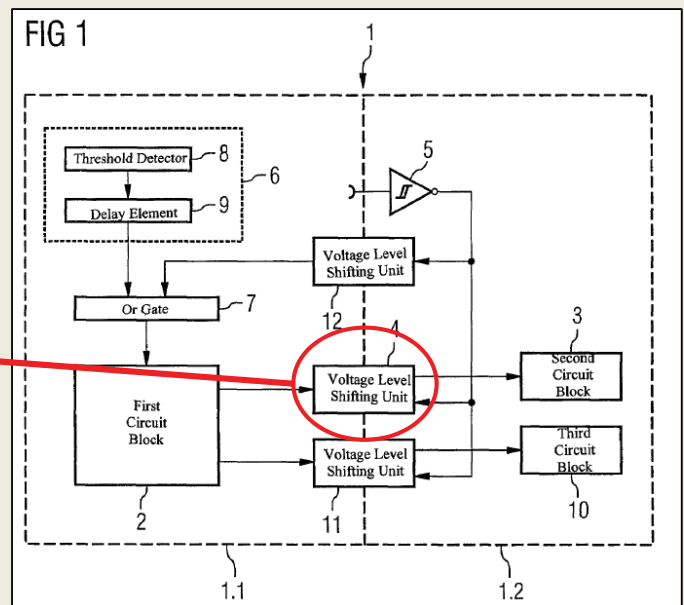 FIG 1
1
Threshold Detector
8
6
Delay Element
9
5
Voltage Level
Shifting Unit
12
Or Gate
7
4
3
First
Circuit
Block
2
Voltage Level
Shifting Unit
Second
Circuit
Block
Voltage Level
Shifting Unit
11
Third
Circuit
Block
10
1.1
1.2